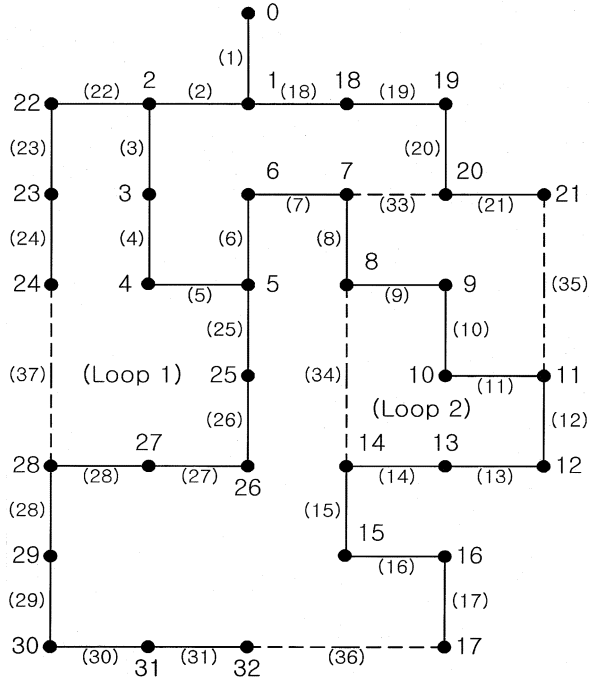 0
(1)
22 (22) 2 (2) 1 (18) 18 (19) 19
(23) (3) (20)
23 3 6 (7) 7 (33) 20 (21) 21
(24) (4) (6) (8)
24 4 (5) 5 8 (9) 9 (35)
(25) (10)
(37) (Loop 1) 25 (34) 10 (11) 11
(26) (Loop 2) (12)
28 (28) 27 (27) 26 14 (14) 13 (13) 12
(28) (15)
29 15 (16) 16
(29) (17)
30 (30) 31 (31) 32 (36) 17